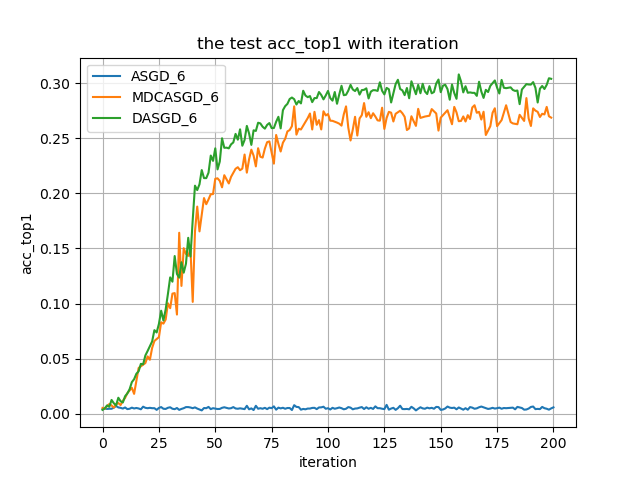 the test acc_top1 with iteration
ASGD_6
MDCASGD_6
DASGD_6
acc_top1
0.30
0.25
0.20
0.15
0.10
0.05
0.00
0 25 50 75 100 125 150 175 200
iteration